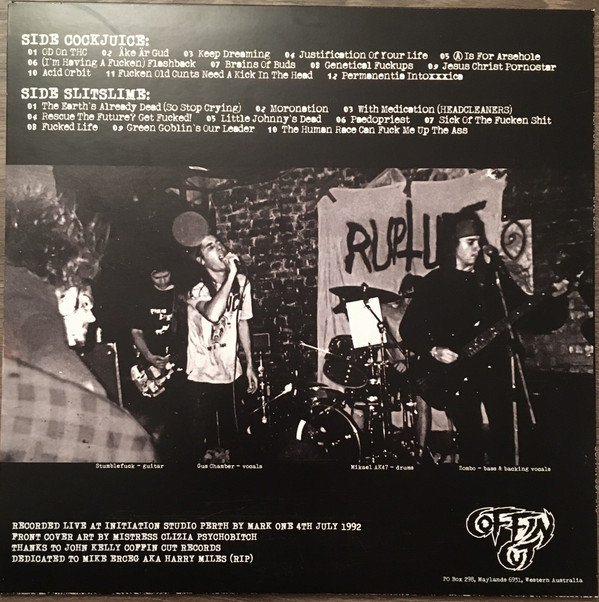 SIDE COCKJUICE:
01 OD On THC 02 Åke Är Gud 03 Keep Dreaming 04 Justification Of Your Life 05 Ⓐ Is For Arsehole
06 (I'm Having A Fucken) Flashback 07 Brains Of Buds 08 Genetical Fuckups 09 Jesus Christ Pornostar
10 Acid Orbit 11 Fucken Old Cunts Need A Kick In The Head 12 Permanentia Intoxxxica
SIDE SLITSLIME:
01 The Earth's Already Dead (So Stop Crying) 02 Moronation 03 With Medication (HEADCLEANERS)
04 Rescue The Future? Get Fucked! 05 Little Johnny's Dead 06 Paedopriest 07 Sick Of The Fucken Shit
08 Fucked Life 09 Green Goblin's Our Leader 10 The Human Race Can Fuck Me Up The Ass
RUPTU
Stumblefuck - guitar Gus Chamber - vocals Mikael AK47 - drums Zombo - bass & backing vocals
RECORDED LIVE AT INITIATION STUDIO PERTH BY MARK ONE 4TH JULY 1992
FRONT COVER ART BY MISTRESS CLIZIA PSYCHOBITCH
THANKS TO JOHN KELLY COFFIN CUT RECORDS
DEDICATED TO MIKE ERCEG AKA HARRY MILES (RIP)
COFFIN
CUT
PO Box 298, Maylands 6931, Western Australia